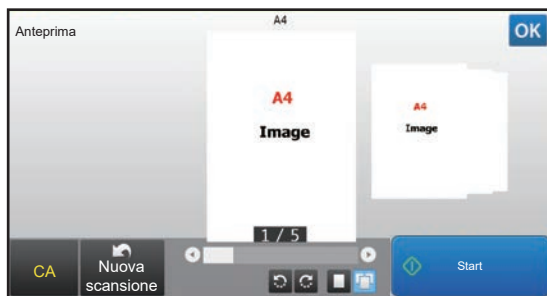 A4
Anteprima
OK
A4
Image
A4
Image
1 / 5
CA
Nuova
scansione
Start